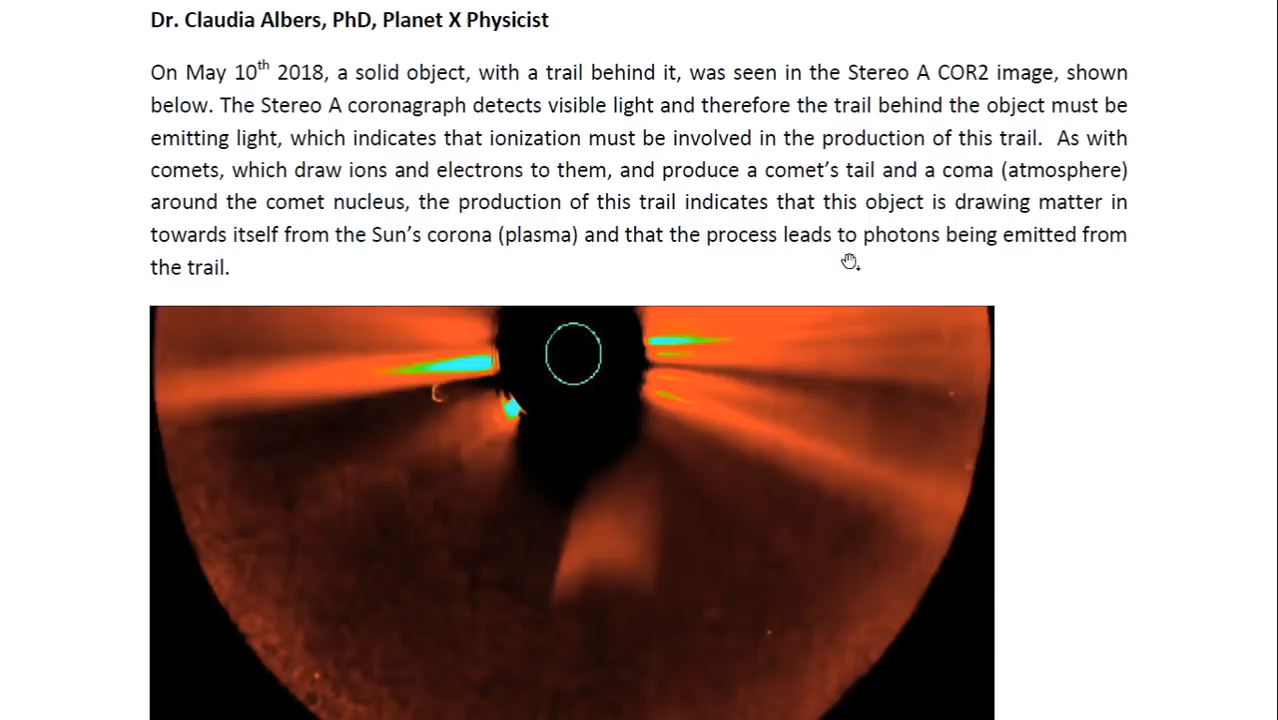 Dr. Claudia Albers, PhD, Planet X Physicist
On May 10th 2018, a solid object, with a trail behind it, was seen in the Stereo A COR2 image, shown
below. The Stereo A coronagraph detects visible light and therefore the trail behind the object must be
emitting light, which indicates that ionization must be involved in the production of this trail.  As with
comets, which draw ions and electrons to them, and produce a comet’s tail and a coma (atmosphere)
around the comet nucleus, the production of this trail indicates that this object is drawing matter in
towards itself from the Sun’s corona (plasma) and that the process leads to photons being emitted from
the trail.